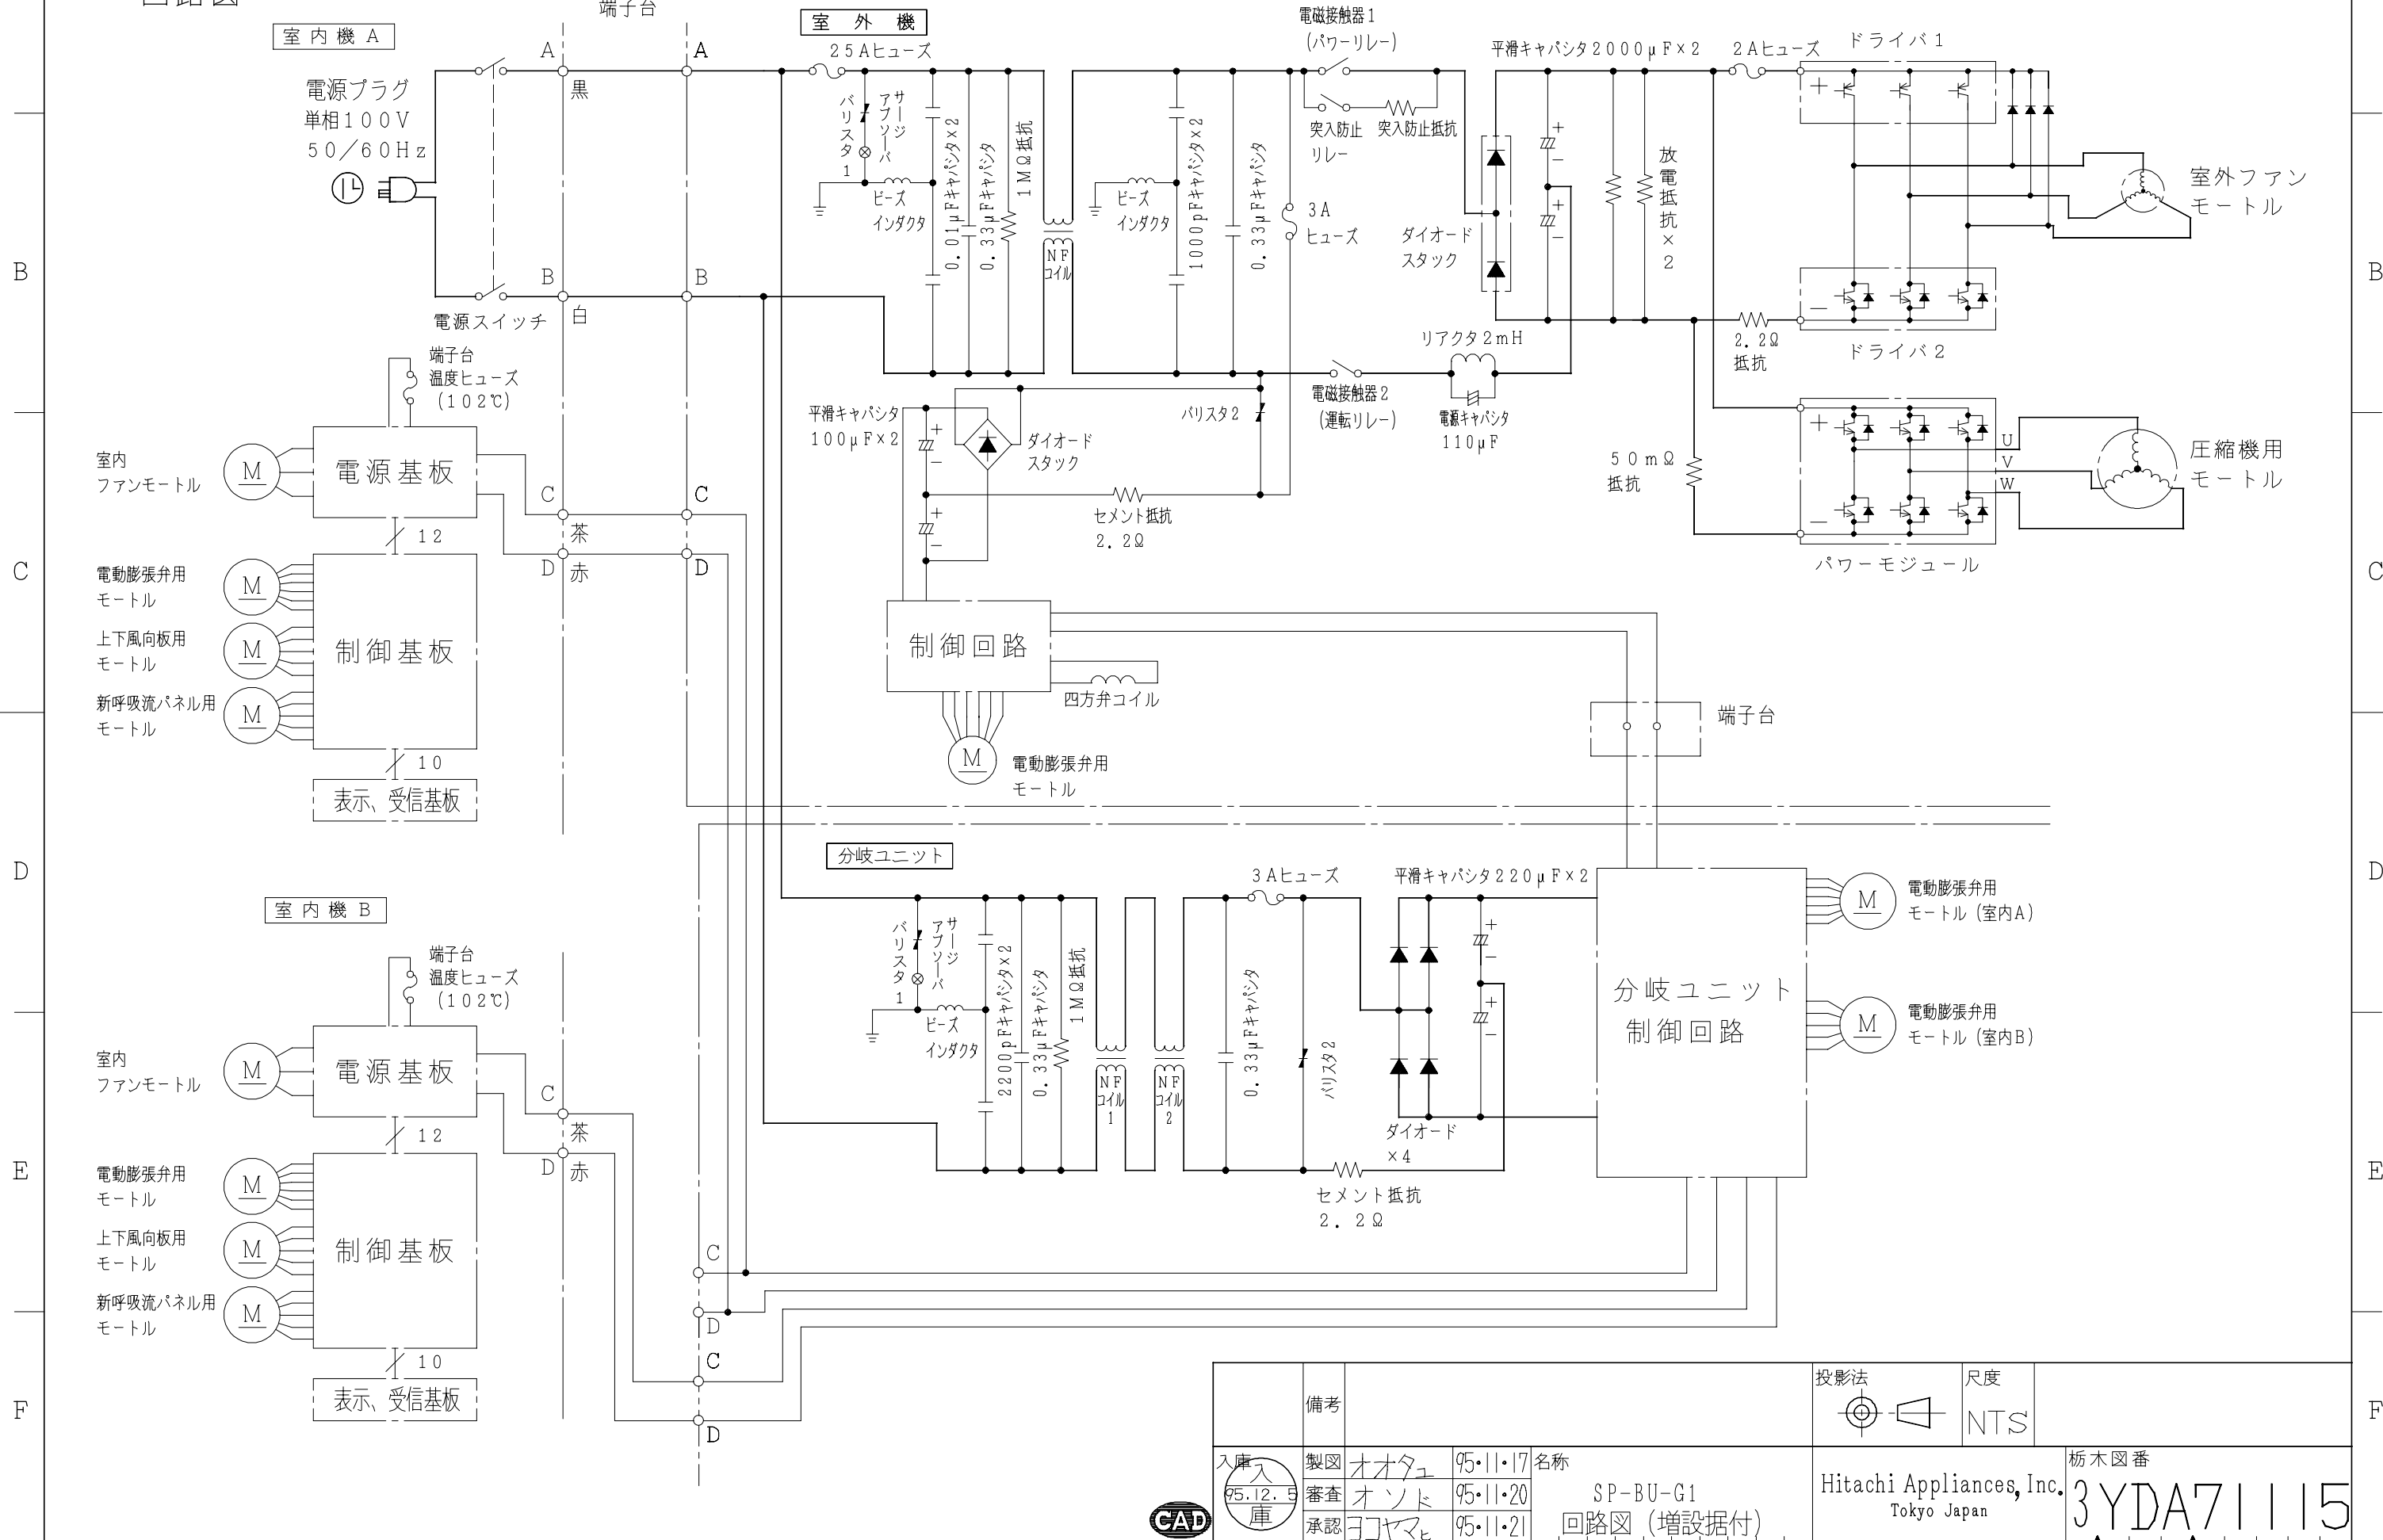 端子台
室内機 A
電源プラグ
単相100V
50/60Hz
電源スイッチ
A
黒
B
白
A
B
室外機
25Aヒューズ
バリスタ1
サージアブソーバ
ビーズ
インダクタ
0.01μFキャパシタ×2
0.33μFキャパシタ
1MΩ抵抗
NF
コイル
ビーズ
インダクタ
1000pFキャパシタ×2
0.33μFキャパシタ
3A
ヒューズ
電磁接触器1
(パワーリレー)
突入防止
リレー
突入防止抵抗
ダイオード
スタック
平滑キャパシタ2000μF×2
放電抵抗×2
2Aヒューズ
ドライバ1
+
−
室外ファン
モートル
2.2Ω
抵抗
ドライバ2
リアクタ2mH
電源キャパシタ
110μF
電磁接触器2
(運転リレー)
バリスタ2
平滑キャパシタ
100μF×2
ダイオード
スタック
セメント抵抗
2.2Ω
50mΩ
抵抗
+
−
U
V
W
圧縮機用
モートル
パワーモジュール
端子台
温度ヒューズ
(102℃)
室内
ファンモートル
M
電源基板
12
C
茶
D
赤
C
D
電動膨張弁用
モートル
M
上下風向板用
モートル
M
新呼吸流パネル用
モートル
M
制御基板
10
表示、受信基板
制御回路
四方弁コイル
M
電動膨張弁用
モートル
端子台
分岐ユニット
バリスタ1
サージアブソーバ
ビーズ
インダクタ
2200pFキャパシタ×2
0.33μFキャパシタ
1MΩ抵抗
NF
コイル
1
NF
コイル
2
0.33μFキャパシタ
3Aヒューズ
バリスタ2
平滑キャパシタ220μF×2
ダイオード
×4
セメント抵抗
2.2Ω
分岐ユニット
制御回路
M
電動膨張弁用
モートル(室内A)
M
電動膨張弁用
モートル(室内B)
室内機 B
端子台
温度ヒューズ
(102℃)
室内
ファンモートル
M
電源基板
12
C
茶
D
赤
電動膨張弁用
モートル
M
上下風向板用
モートル
M
新呼吸流パネル用
モートル
M
制御基板
10
表示、受信基板
C
D
C
D
B
C
D
E
F
B
C
D
E
F
備考
投影法
尺度
NTS
入庫
入
95.12.5
庫
製図
95・11・17
審査
95・11・20
承認
95・11・21
名称
SP-BU-G1
回路図(増設据付)
Hitachi Appliances, Inc.
Tokyo Japan
栃木図番
3YDA71115
CAD